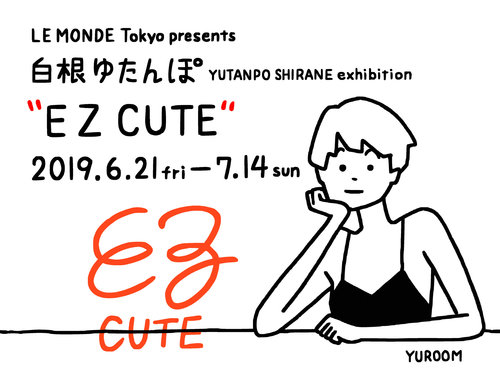 LE MONDE Tokyo presents
白根ゆたんぽ YUTANPO SHIRANE exhibition
"EZ CUTE"
2019.6.21 fri — 7.14 sun
EZ
CUTE
YUROOM